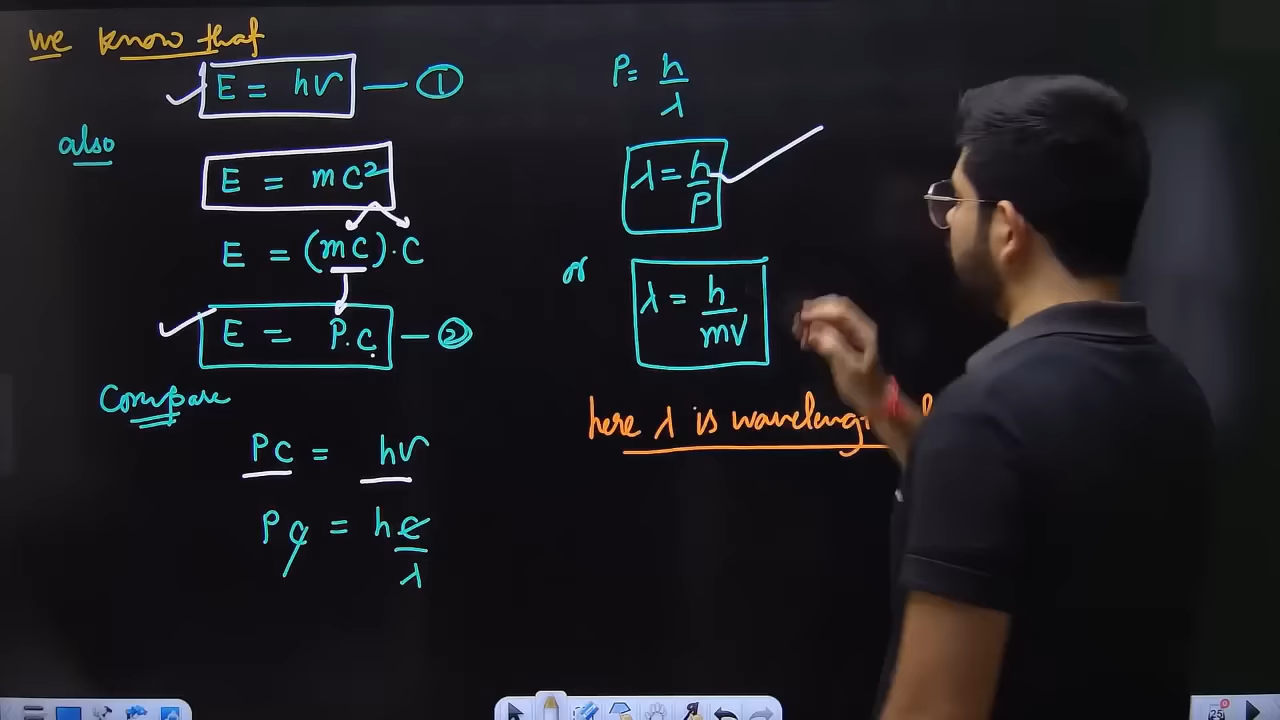 we know that
E = hν — ①
also
E = mc²
E = (mc)·c
E = P.c — ②
Compare
Pc = hν
Pc = hc/λ
P = h/λ
λ = h/P
or
λ = h/mv
here λ is wavelength
25